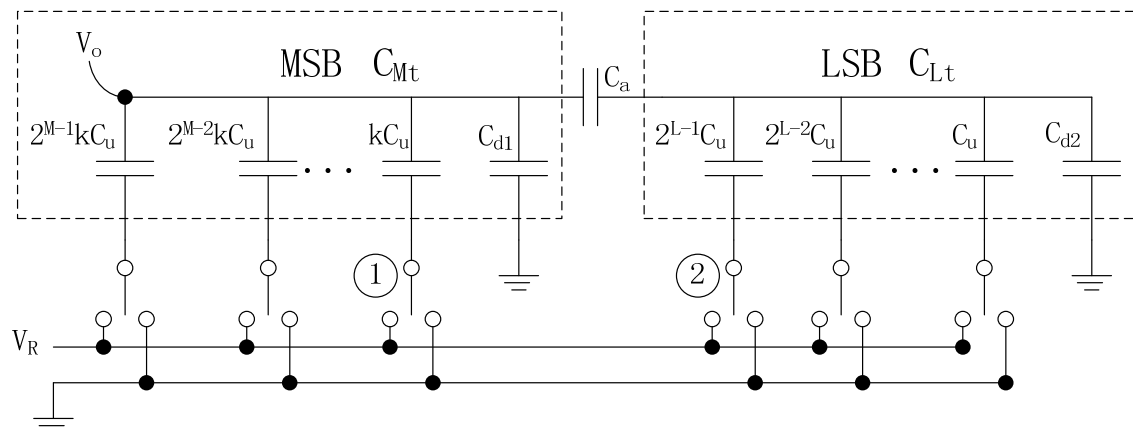 V_o
MSB C_Mt
C_a
LSB C_Lt
2^{M-1}kC_u
2^{M-2}kC_u
kC_u
C_d1
2^{L-1}C_u
2^{L-2}C_u
C_u
C_d2
...
...
1
2
V_R